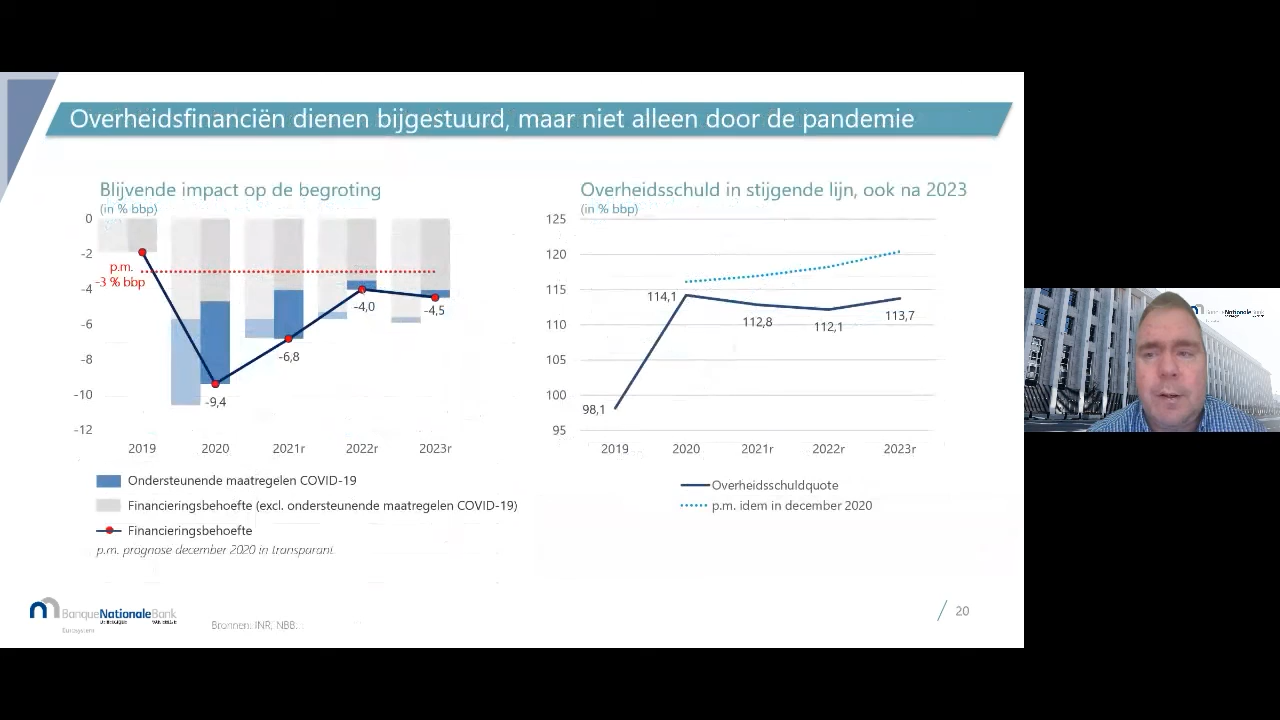 Overheidsfinanciën dienen bijgestuurd, maar niet alleen door de pandemie
Blijvende impact op de begroting
(in % bbp)
0
-2
-4
-6
-8
-10
-12
p.m.
-3 % bbp
-9,4
-6,8
-4,0
-4,5
2019
2020
2021r
2022r
2023r
Ondersteunende maatregelen COVID-19
Financieringsbehoefte (excl. ondersteunende maatregelen COVID-19)
Financieringsbehoefte
p.m. prognose december 2020 in transparant
Overheidsschuld in stijgende lijn, ook na 2023
(in % bbp)
125
120
115
110
105
100
95
98,1
114,1
112,8
112,1
113,7
2019
2020
2021r
2022r
2023r
Overheidsschuldquote
p.m. idem in december 2020
BanqueNationaleBank
Eurosystem
Bronnen: INR, NBB.
20
BanqueNationaleBank